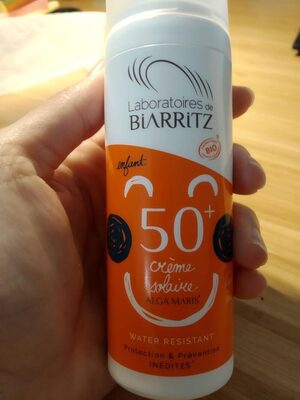 Laboratoires de
BIARRITZ
enfant
BIO
50+
crème
solaire
ALGA MARIS®
WATER RESISTANT
Protection & Prévention
INÉDITES*